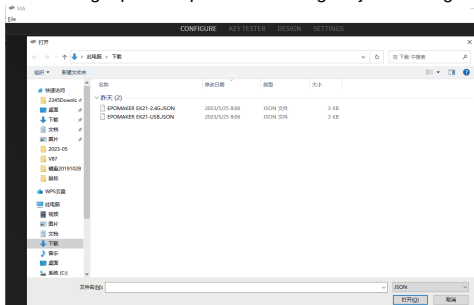 VIA
File
CONFIGURE KEY TESTER DESIGN SETTINGS
打开
此电脑 › 下载
在 下载 中搜索
组织 新建文件夹
名称 修改日期 类型 大小
快速访问
昨天 (2)
2345Downlo
EPOMAKER EK21-2.4G.JSON 2023/5/25 8:06 JSON 文件 3 KB
桌面
EPOMAKER EK21-USB.JSON 2023/5/25 8:06 JSON 文件 3 KB
下载
文档
图片
2023-05
VB7
键盘20191028
鼠标
WPS云盘
此电脑
视频
图片
文档
下载
音乐
桌面
系统 (C:)
文件名(N): JSON
打开(O) 取消